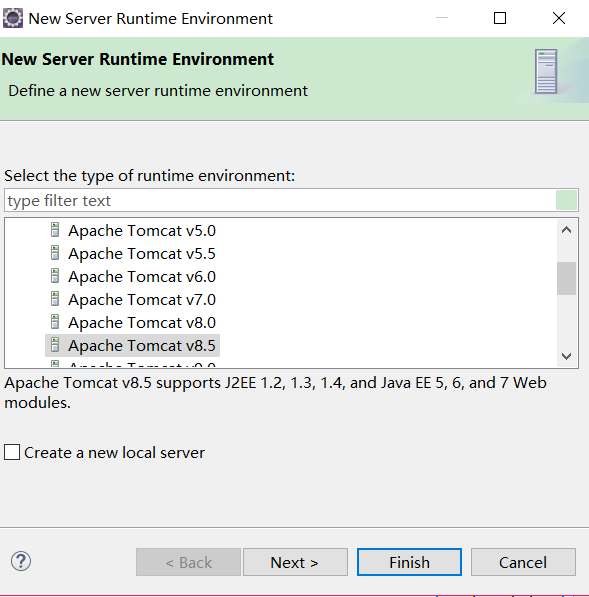 New Server Runtime Environment
New Server Runtime Environment
Define a new server runtime environment
Select the type of runtime environment:
type filter text
Apache Tomcat v5.0
Apache Tomcat v5.5
Apache Tomcat v6.0
Apache Tomcat v7.0
Apache Tomcat v8.0
Apache Tomcat v8.5
Apache Tomcat v8.5 supports J2EE 1.2, 1.3, 1.4, and Java EE 5, 6, and 7 Web
modules.
Create a new local server
?
< Back
Next >
Finish
Cancel